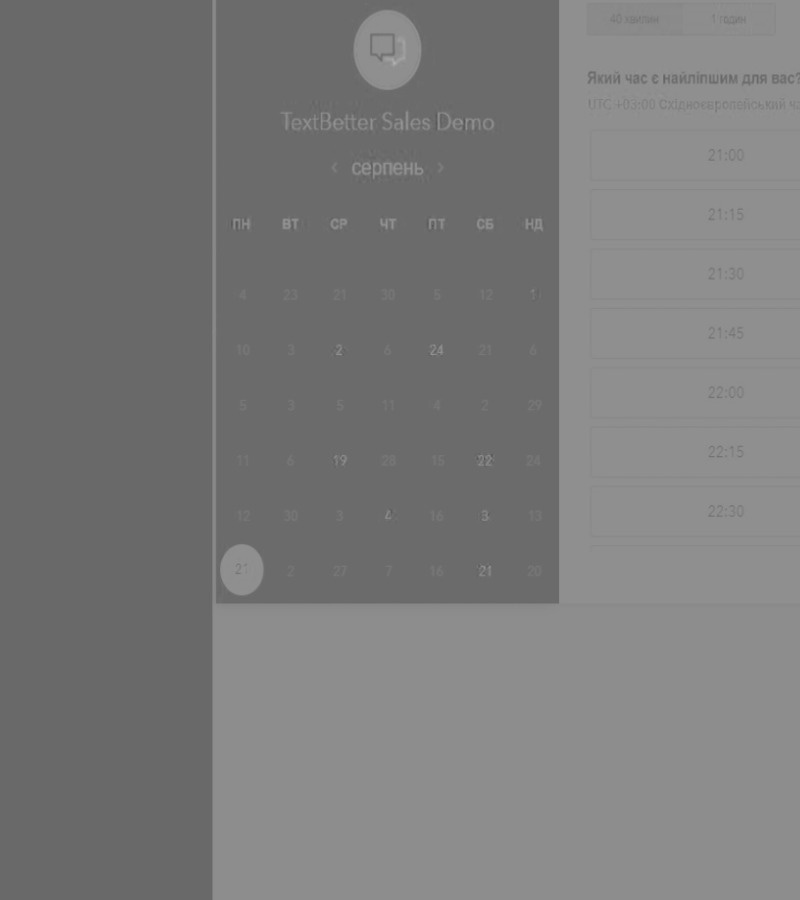 TextBetter Sales Demo
‹ серпень ›
ПН ВТ СР ЧТ ПТ СБ НД
4 23 21 30 5 12 1
10 3 2 6 24 21 6
5 3 5 11 4 2 29
11 6 19 28 15 22 24
12 30 3 4 16 3 13
21 2 27 7 16 21 20
40 хвилин 1 годин
Який час є найліпшим для вас?
UTC +03:00 Східноєвропейський
21:00
21:15
21:30
21:45
22:00
22:15
22:30